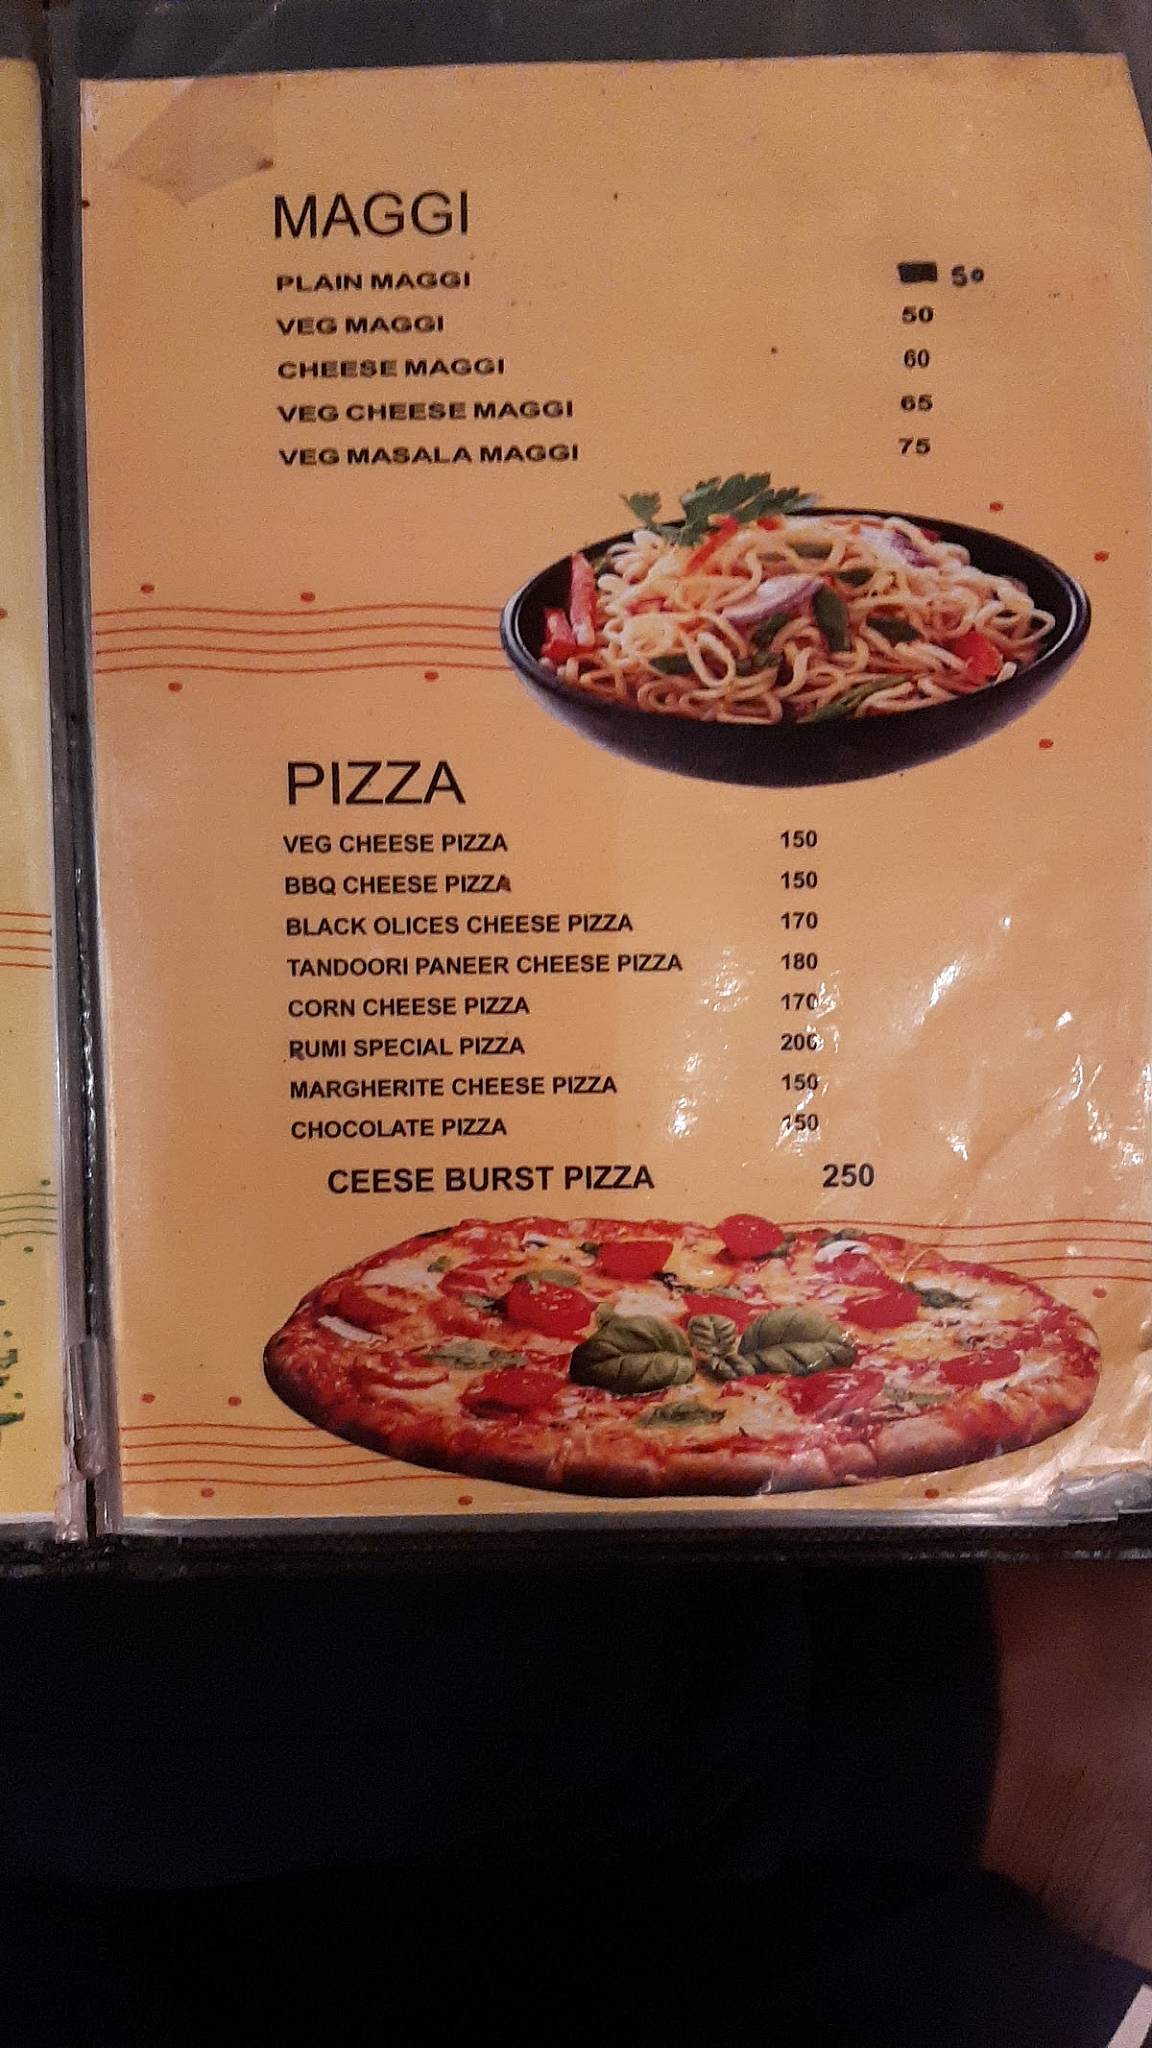 MAGGI
PLAIN MAGGI 50
VEG MAGGI 50
CHEESE MAGGI 60
VEG CHEESE MAGGI 65
VEG MASALA MAGGI 75
PIZZA
VEG CHEESE PIZZA 150
BBQ CHEESE PIZZA 150
BLACK OLICES CHEESE PIZZA 170
TANDOORI PANEER CHEESE PIZZA 180
CORN CHEESE PIZZA 170
RUMI SPECIAL PIZZA 200
MARGHERITE CHEESE PIZZA 150
CHOCOLATE PIZZA 150
CEESE BURST PIZZA 250